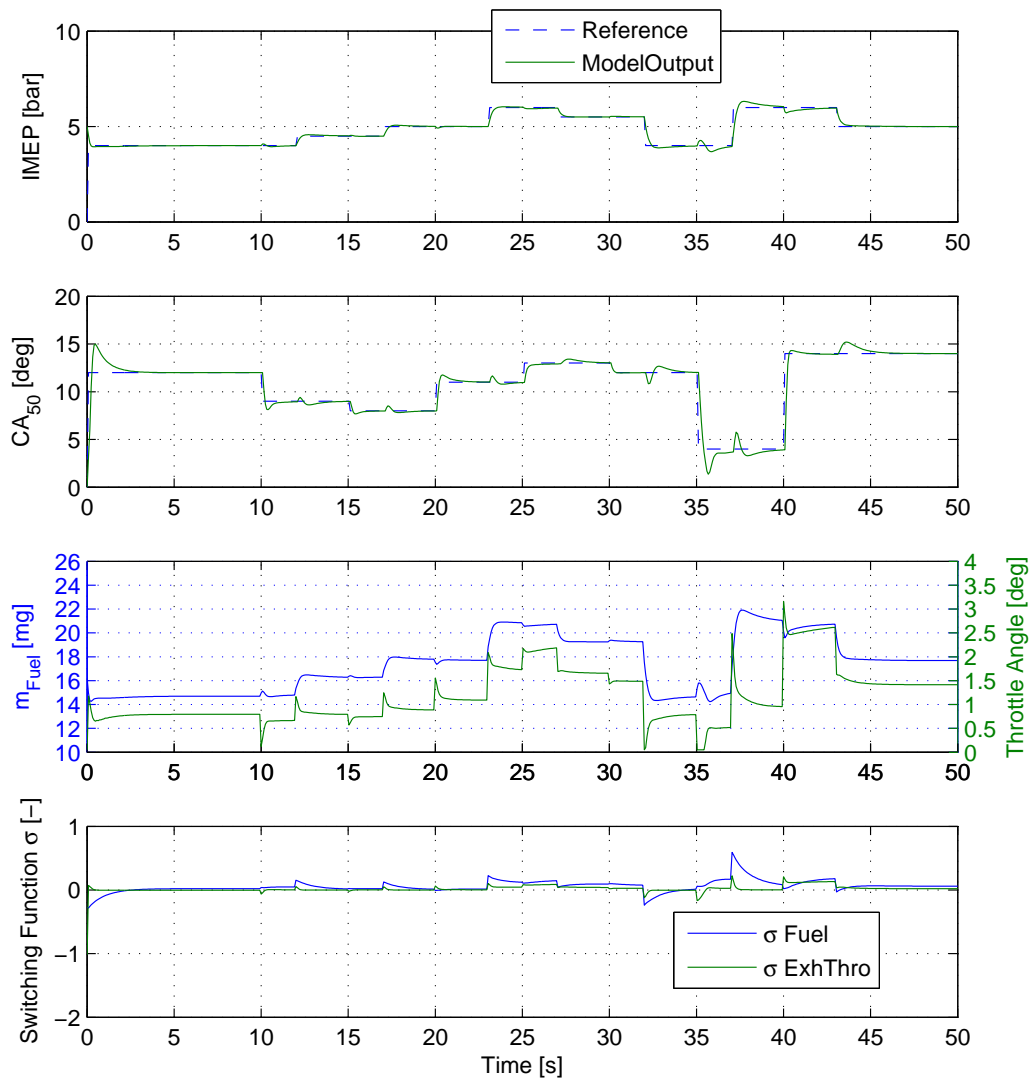 Reference
ModelOutput
IMEP [bar]
10
5
0
0 5 10 15 20 25 30 35 40 45 50
CA50 [deg]
20
15
10
5
0
0 5 10 15 20 25 30 35 40 45 50
m_Fuel [mg]
26
24
22
20
18
16
14
12
10
Throttle Angle [deg]
4
3.5
3
2.5
2
1.5
1
0.5
0
0 5 10 15 20 25 30 35 40 45 50
Switching Function σ [−]
1
0
−1
−2
σ Fuel
σ ExhThro
0 5 10 15 20 25 30 35 40 45 50
Time [s]